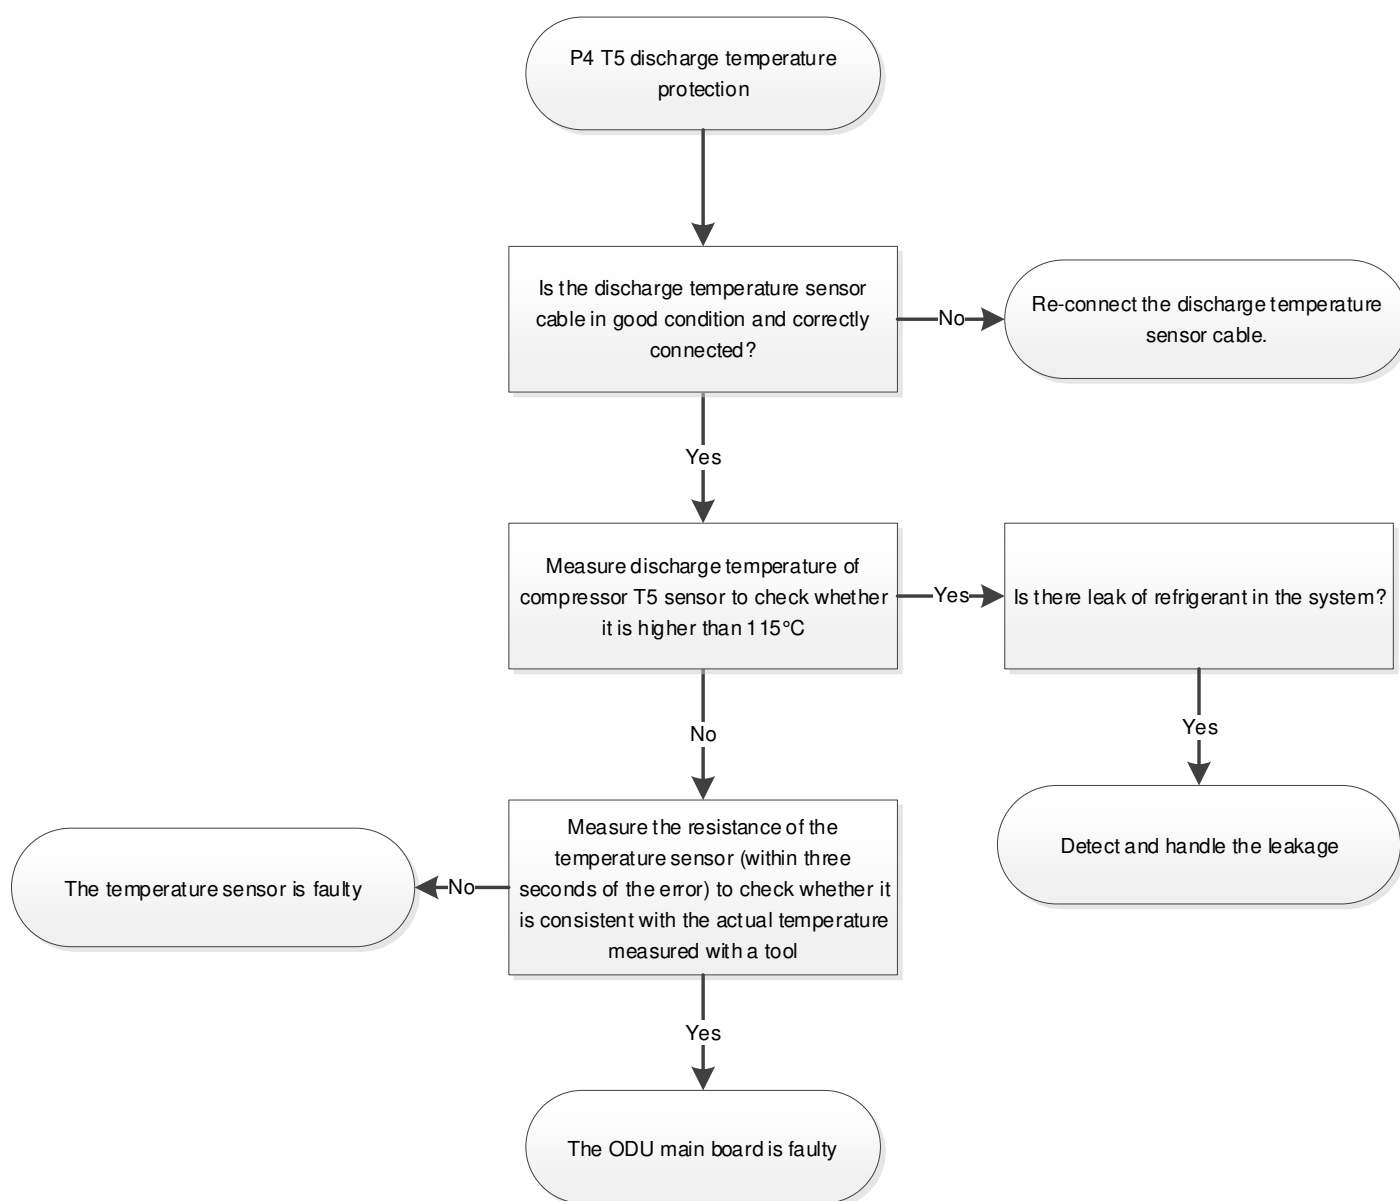 P4 T5 discharge temperature
protection
Is the discharge temperature sensor
cable in good condition and correctly
connected?
No
Re-connect the discharge temperature
sensor cable.
Yes
Measure discharge temperature of
compressor T5 sensor to check whether
it is higher than 115°C
Yes
Is there leak of refrigerant in the system?
No
Yes
Measure the resistance of the
temperature sensor (within three
seconds of the error) to check whether it
is consistent with the actual temperature
measured with a tool
Detect and handle the leakage
No
The temperature sensor is faulty
Yes
The ODU main board is faulty